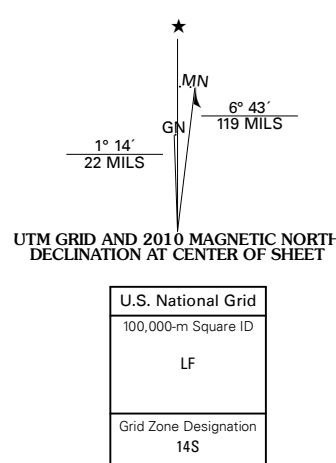 ★
MN
GN
6° 43´
119 MILS
1° 14´
22 MILS
UTM GRID AND 2010 MAGNETIC NORTH
DECLINATION AT CENTER OF SHEET
U.S. National Grid
100,000-m Square ID
LF
Grid Zone Designation
14S